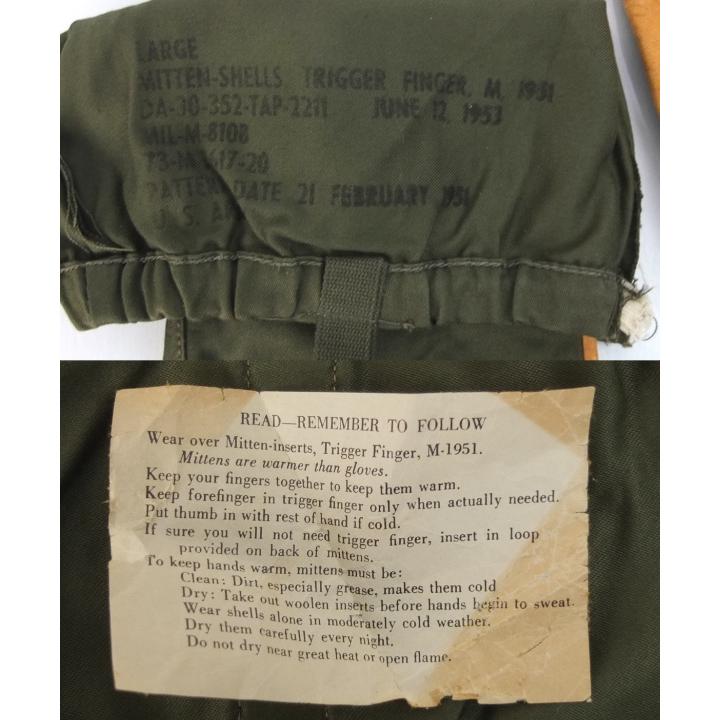 LARGE
MITTEN-SHELLS TRIGGER FINGER, M. 1951
DA-30-352-TAP-2211 JUNE 12, 1953
MIL-M-810B
DATE 21 FEBRUARY 1951
U. S.
READ—REMEMBER TO FOLLOW
Wear over Mitten-inserts, Trigger Finger, M-1951.
Mittens are warmer than gloves.
Keep your fingers together to keep them warm.
Keep forefinger in trigger finger only when actually needed.
Put thumb in with rest of hand if cold.
If sure you will not need trigger finger, insert in loop
provided on back of mittens.
To keep hands warm, mittens must be:
Clean: Dirt, especially grease, makes them cold
Dry: Take out woolen inserts before hands begin to sweat.
Wear shells alone in moderately cold weather.
Dry them carefully every night.
Do not dry near great heat or open flame.